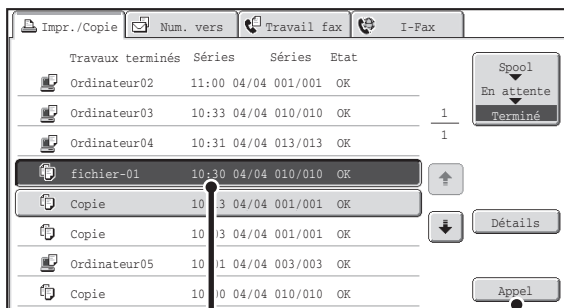 Impr./Copie Num. vers Travail fax I-Fax
Travaux terminés Séries Séries Etat
Ordinateur02 11:00 04/04 001/001 OK
Ordinateur03 10:33 04/04 010/010 OK
Ordinateur04 10:31 04/04 013/013 OK
fichier-01 10:30 04/04 010/010 OK
Copie 04/04 001/001 OK
Copie 04/04 001/001 OK
Ordinateur05 04/04 003/003 OK
Copie 04/04 010/010 OK
1
1
Spool
En attente
Terminé
Détails
Appel